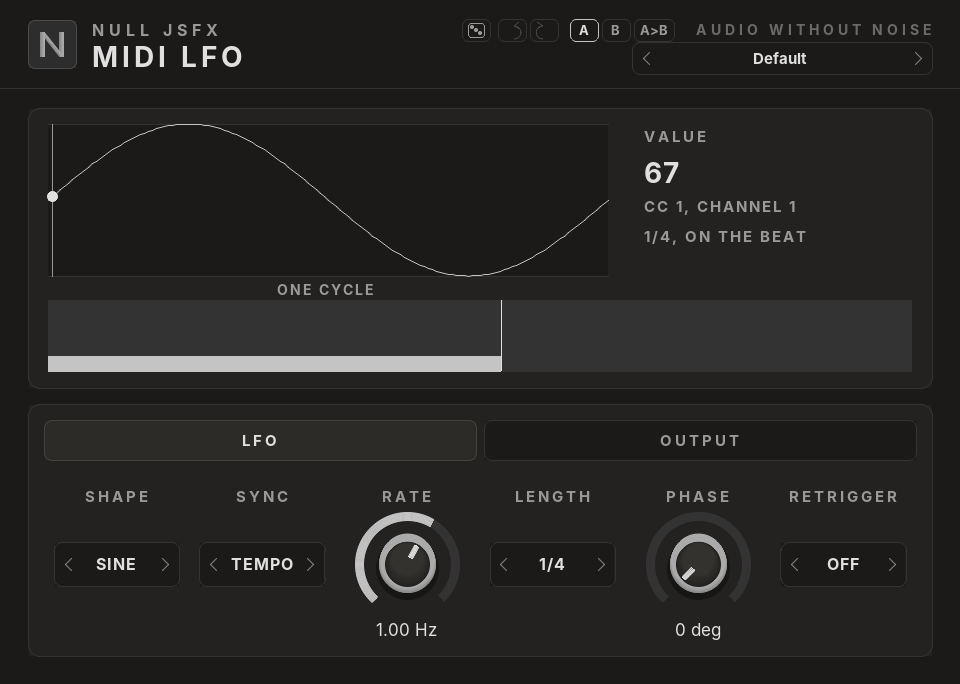 N
NULL JSFX
MIDI LFO
A
B
A>B
AUDIO WITHOUT NOISE
Default
VALUE
67
CC 1, CHANNEL 1
1/4, ON THE BEAT
ONE CYCLE
LFO
OUTPUT
SHAPE
SYNC
RATE
LENGTH
PHASE
RETRIGGER
SINE
TEMPO
1/4
OFF
1.00 Hz
0 deg